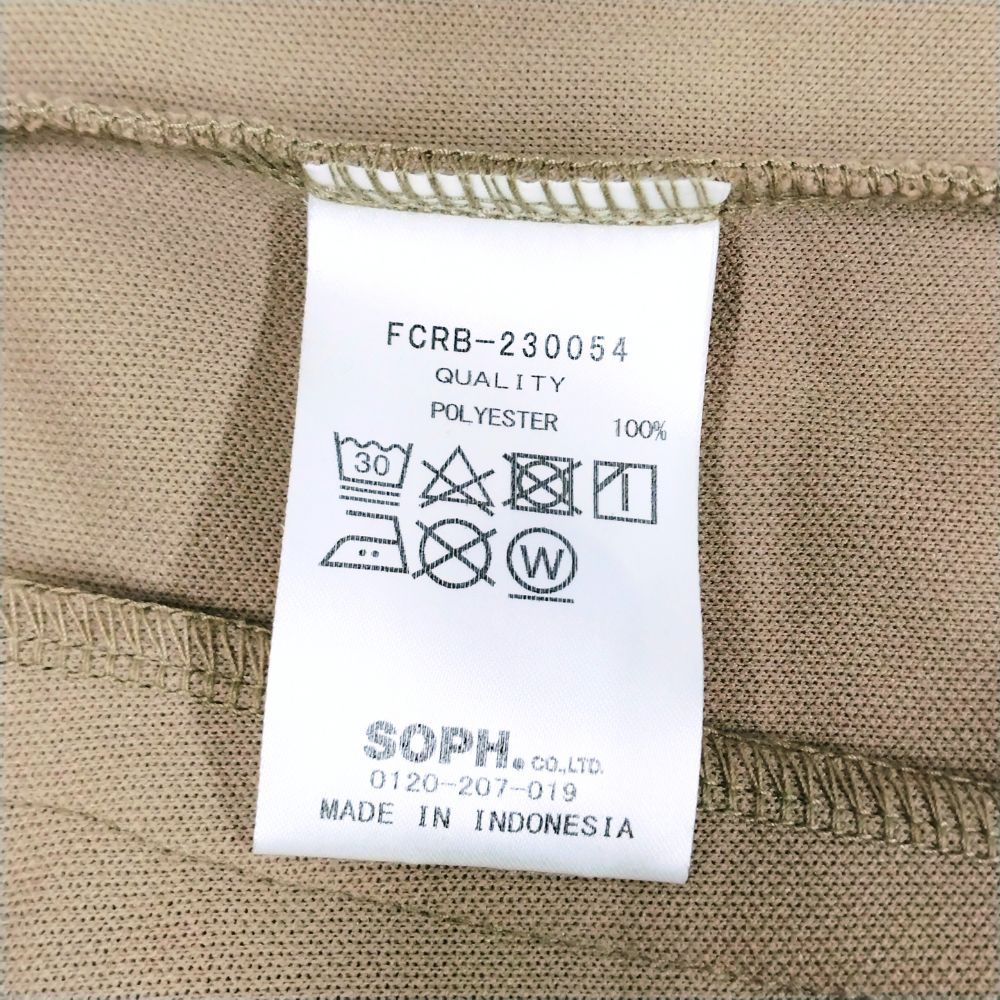 FCRB-230054
QUALITY
POLYESTER 100%
30
W
SOPH. CO.,LTD.
0120-207-019
MADE IN INDONESIA